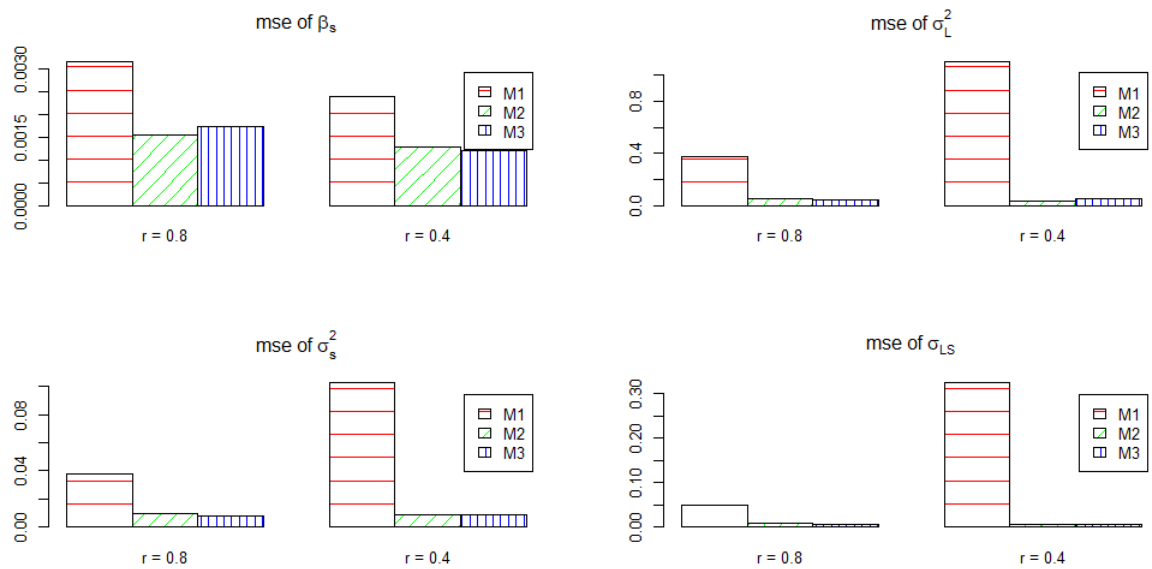 mse of βs
0.0030
0.0015
0.0000
M1
M2
M3
r = 0.8
r = 0.4
mse of σ²L
0.8
0.4
0.0
M1
M2
M3
r = 0.8
r = 0.4
mse of σ²s
0.08
0.04
0.00
M1
M2
M3
r = 0.8
r = 0.4
mse of σLS
0.30
0.20
0.10
0.00
M1
M2
M3
r = 0.8
r = 0.4